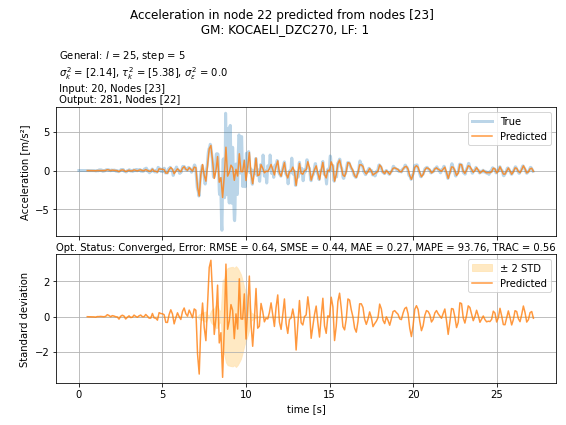 Acceleration in node 22 predicted from nodes [23]
GM: KOCAELI_DZC270, LF: 1
General: l = 25, step = 5
σ²ₖ = [2.14], τ²ₖ = [5.38], σ²ₑ = 0.0
Input: 20, Nodes [23]
Output: 281, Nodes [22]
True
Predicted
Acceleration [m/s²]
5
0
−5
Opt. Status: Converged, Error: RMSE = 0.64, SMSE = 0.44, MAE = 0.27, MAPE = 93.76, TRAC = 0.56
± 2 STD
Predicted
Standard deviation
2
0
−2
0 5 10 15 20 25
time [s]